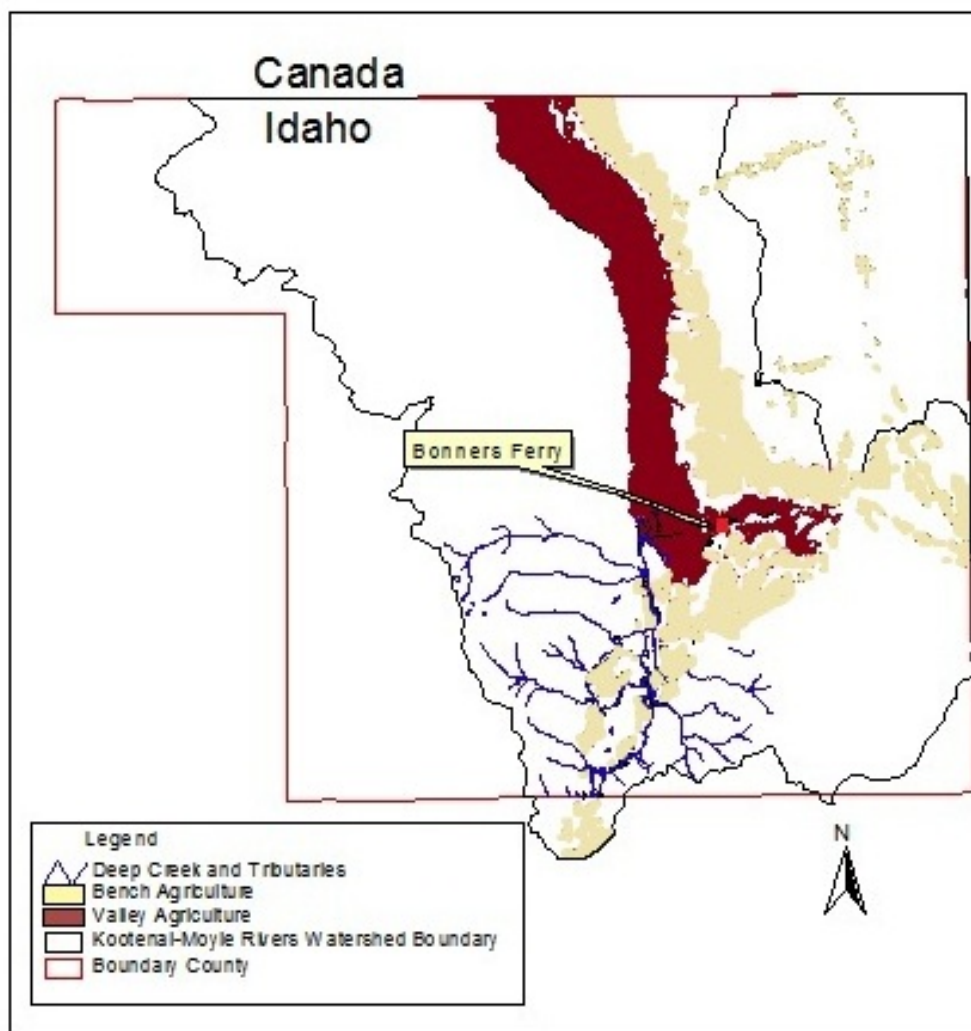 Canada
Idaho
Bonners Ferry
N
Legend
Deep Creek and Tributaries
Bench Agriculture
Valley Agriculture
Kootenai-Moyie Rivers Watershed Boundary
Boundary County